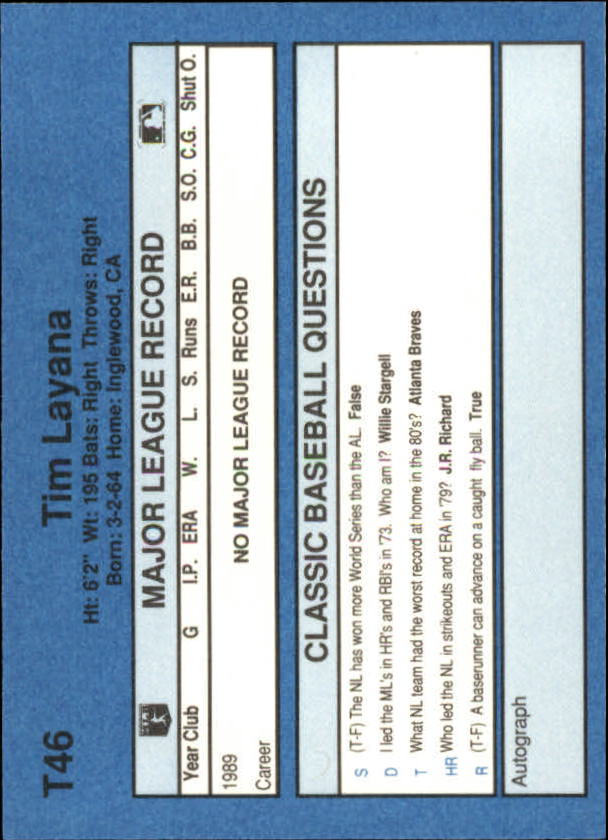 T46
Tim Layana
Ht: 6'2" Wt: 195 Bats: Right Throws: Right
Born: 3-2-64 Home: Inglewood, CA
MAJOR LEAGUE RECORD
Year Club G I.P. ERA W. L. S. Runs E.R. B.B. S.O. C.G. Shut O.
1989
NO MAJOR LEAGUE RECORD
Career
CLASSIC BASEBALL QUESTIONS
S (T-F) The NL has won more World Series than the AL. False
D I led the ML's in HR's and RBI's in '73. Who am I? Willie Stargell
T What NL team had the worst record at home in the 80's? Atlanta Braves
HR Who led the NL in strikeouts and ERA in '79? J.R. Richard
R (T-F) A baserunner can advance on a caught fly ball. True
Autograph